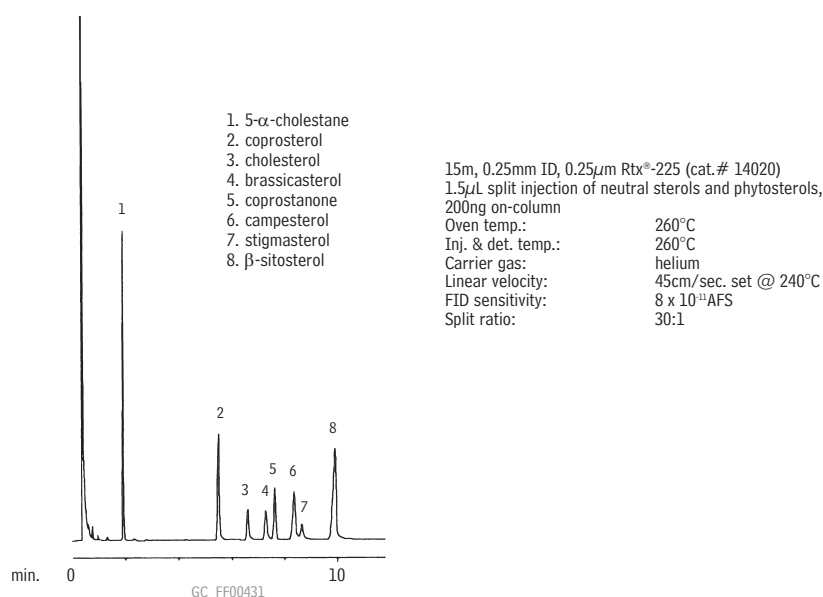 1. 5-α-cholestane
2. coprosterol
3. cholesterol
4. brassicasterol
5. coprostanone
6. campesterol
7. stigmasterol
8. β-sitosterol
15m, 0.25mm ID, 0.25µm Rtx®-225 (cat.# 14020)
1.5µL split injection of neutral sterols and phytosterols,
200ng on-column
Oven temp.: 260°C
Inj. & det. temp.: 260°C
Carrier gas: helium
Linear velocity: 45cm/sec. set @ 240°C
FID sensitivity: 8 x 10⁻¹¹AFS
Split ratio: 30:1
1
2
3
4
5
6
7
8
min. 0 10
GC_FF00431